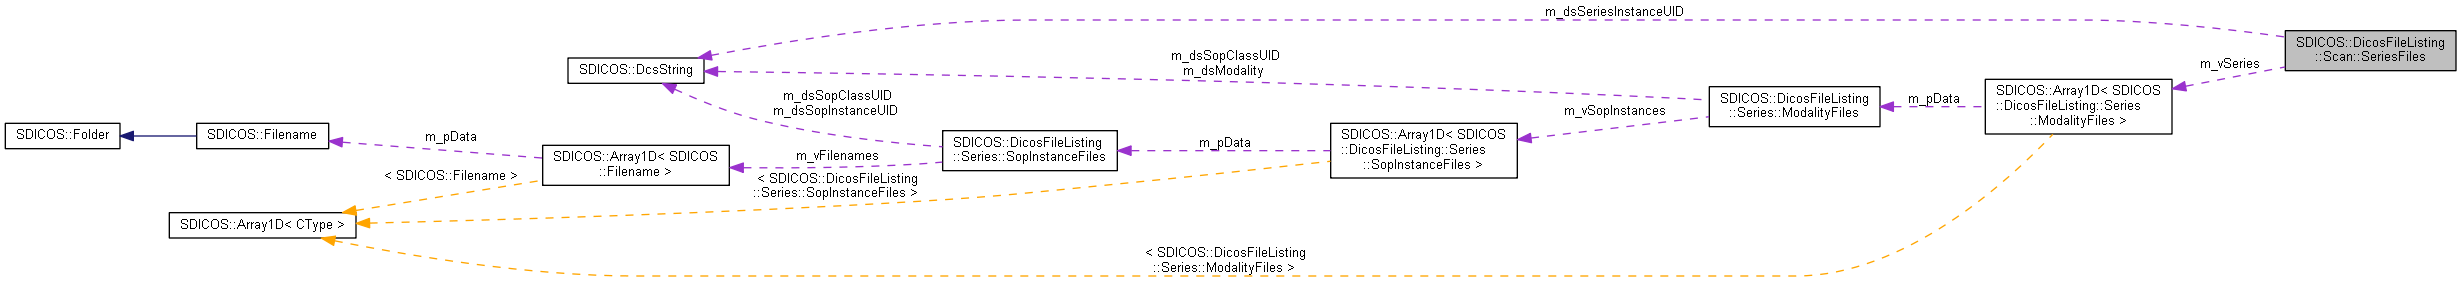 m_dsSeriesInstanceUID
SDICOS::DicosFileListing
::Scan::SeriesFiles
m_dsSopClassUID
m_dsModality
SDICOS::DcsString
m_vSeries
SDICOS::Array1D< SDICOS
::DicosFileListing::Series
::ModalityFiles >
m_pData
SDICOS::DicosFileListing
::Series::ModalityFiles
m_dsSopClassUID
m_dsSopInstanceUID
m_vSopInstances
SDICOS::Folder
SDICOS::Filename
m_pData
SDICOS::Array1D< SDICOS
::DicosFileListing::Series
::SopInstanceFiles >
m_pData
SDICOS::DicosFileListing
::Series::SopInstanceFiles
m_vFilenames
SDICOS::Array1D< SDICOS
::Filename >
< SDICOS::Filename >
< SDICOS::DicosFileListing
::Series::SopInstanceFiles >
SDICOS::Array1D< CType >
< SDICOS::DicosFileListing
::Series::ModalityFiles >